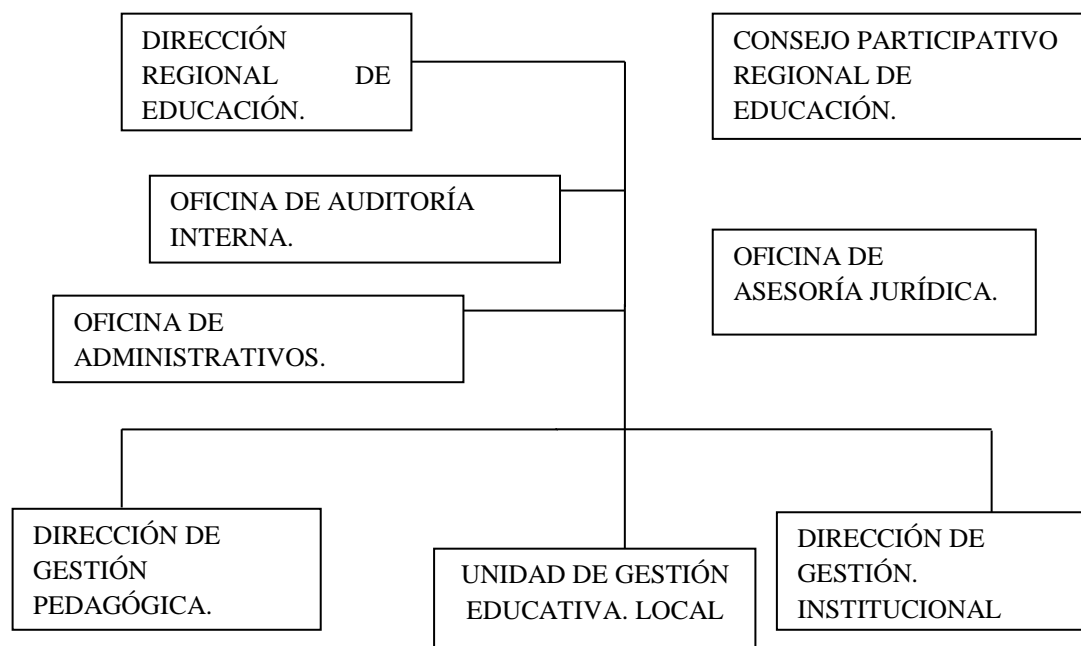 DIRECCIÓN
REGIONAL DE
EDUCACIÓN.
CONSEJO PARTICIPATIVO
REGIONAL DE
EDUCACIÓN.
OFICINA DE AUDITORÍA
INTERNA.
OFICINA DE
ASESORÍA JURÍDICA.
OFICINA DE
ADMINISTRATIVOS.
DIRECCIÓN DE
GESTIÓN
PEDAGÓGICA.
UNIDAD DE GESTIÓN
EDUCATIVA. LOCAL
DIRECCIÓN DE
GESTIÓN.
INSTITUCIONAL